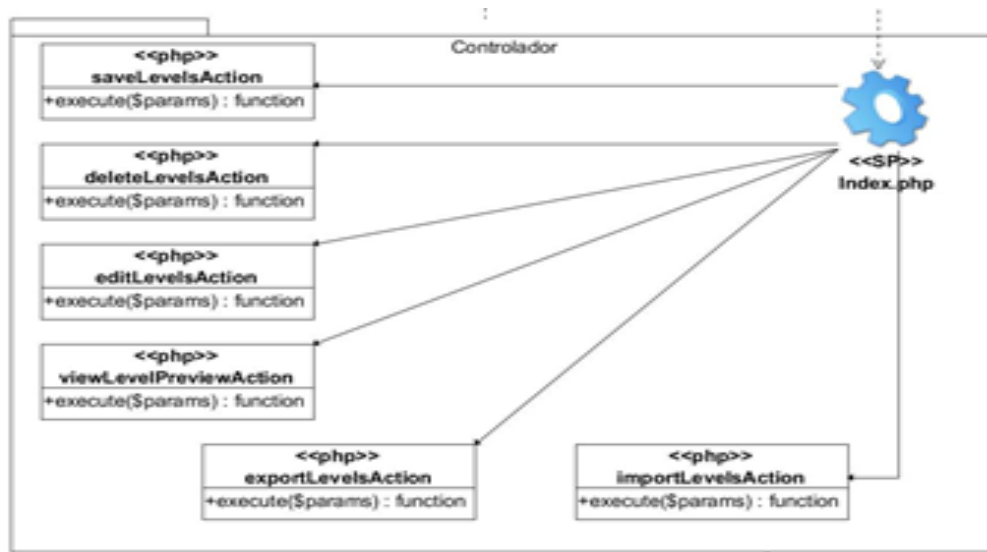 Controlador
<<php>>
saveLevelsAction
+execute($params) : function
<<php>>
deleteLevelsAction
+execute($params) : function
<<SP>>
Index.php
<<php>>
editLevelsAction
+execute($params) : function
<<php>>
viewLevelPreviewAction
+execute($params) : function
<<php>>
exportLevelsAction
+execute($params) : function
<<php>>
importLevelsAction
+execute($params) : function